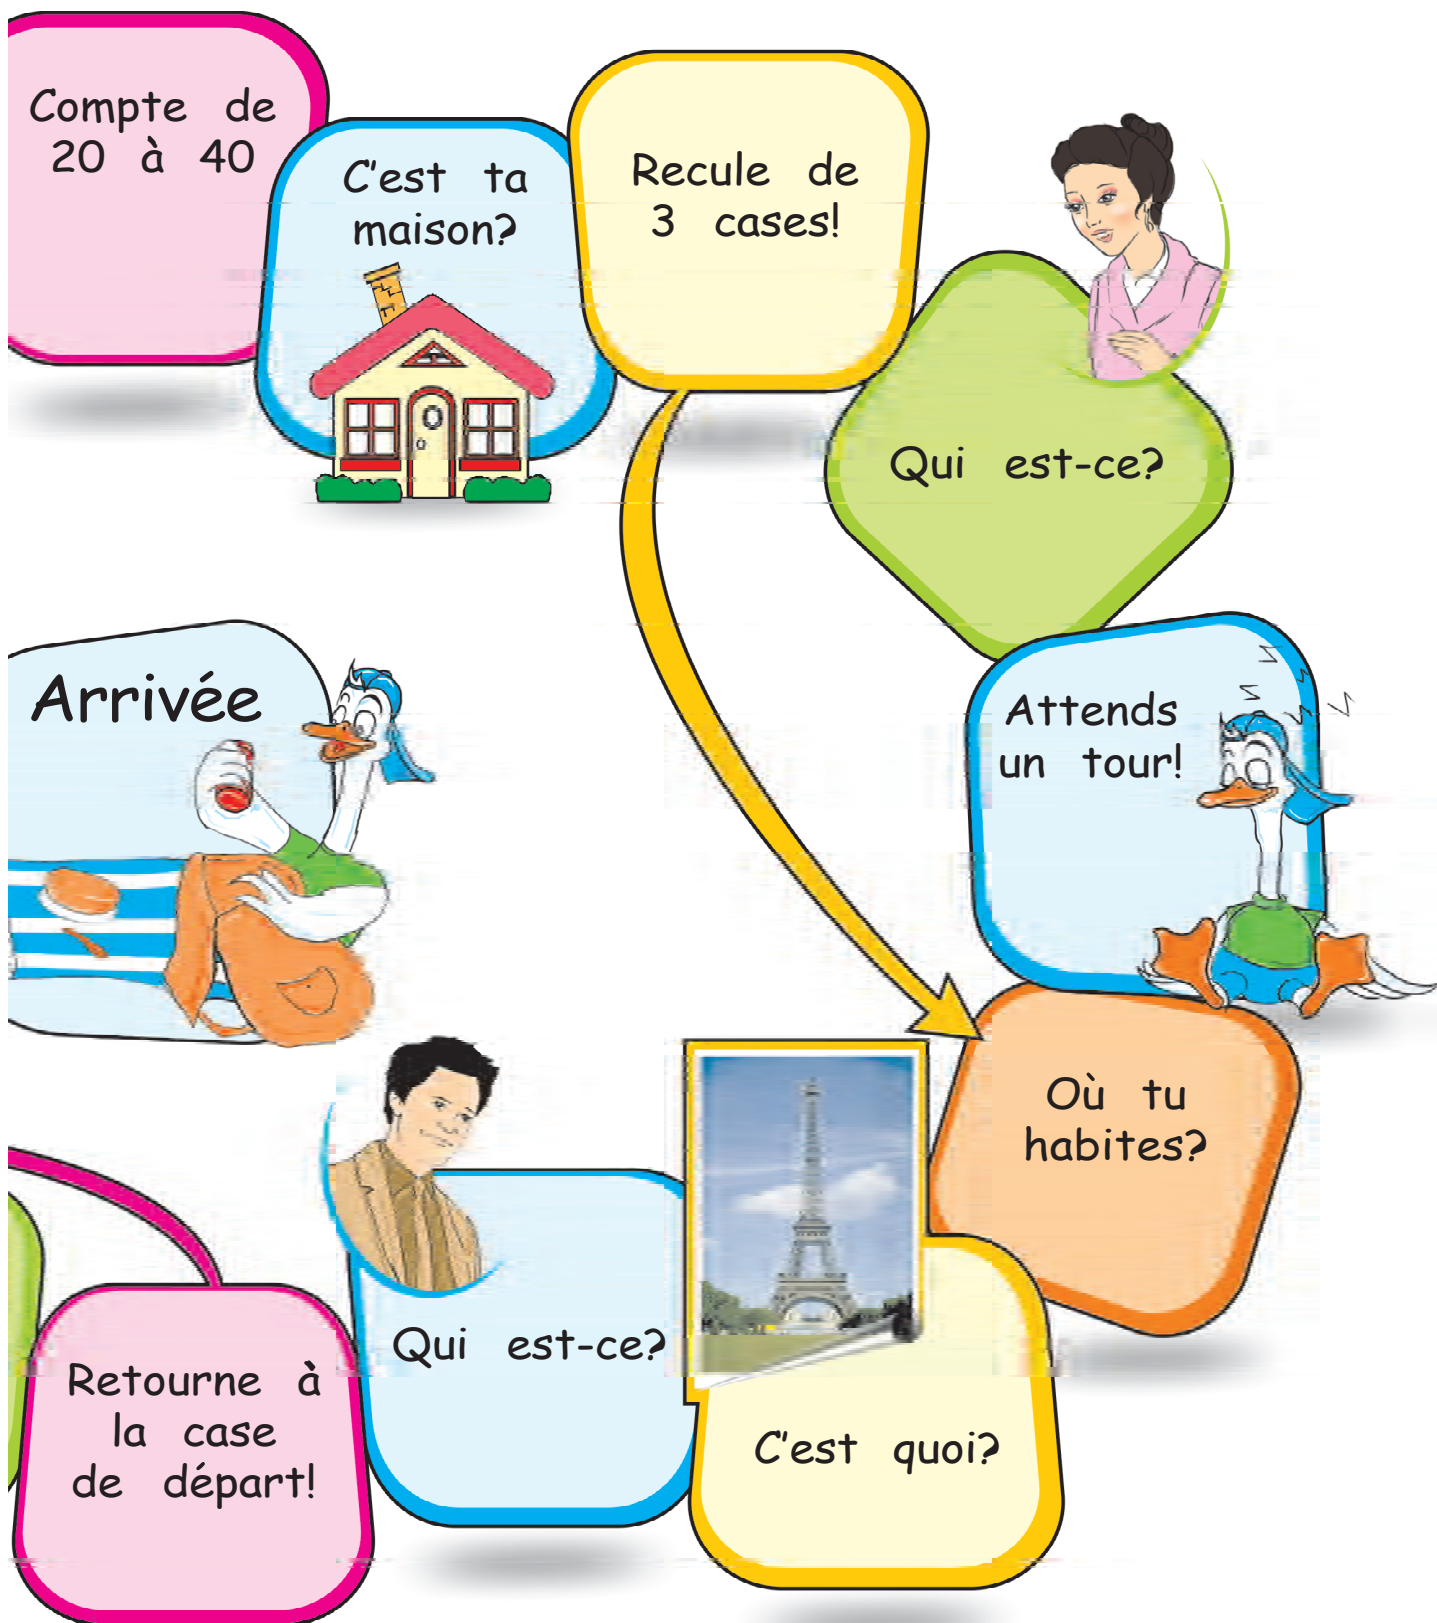 Compte de
20 à 40
C'est ta
maison?
Recule de
3 cases!
Qui est-ce?
Attends
un tour!
Arrivée
Où tu
habites?
C'est quoi?
Qui est-ce?
Retourne à
la case
de départ!